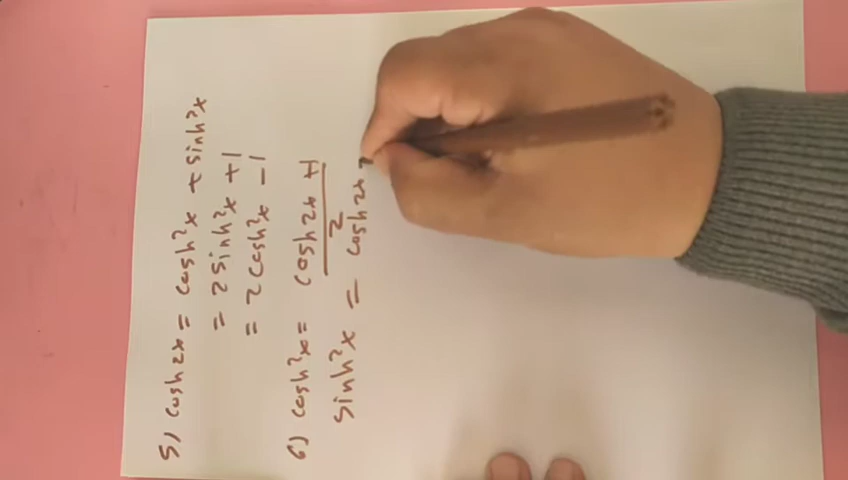 5) cosh2x = cosh²x + sinh²x
= 2sinh²x + 1
= 2cosh²x - 1
6) cosh²x = cosh2x + 1 / 2
sinh²x = cosh2x